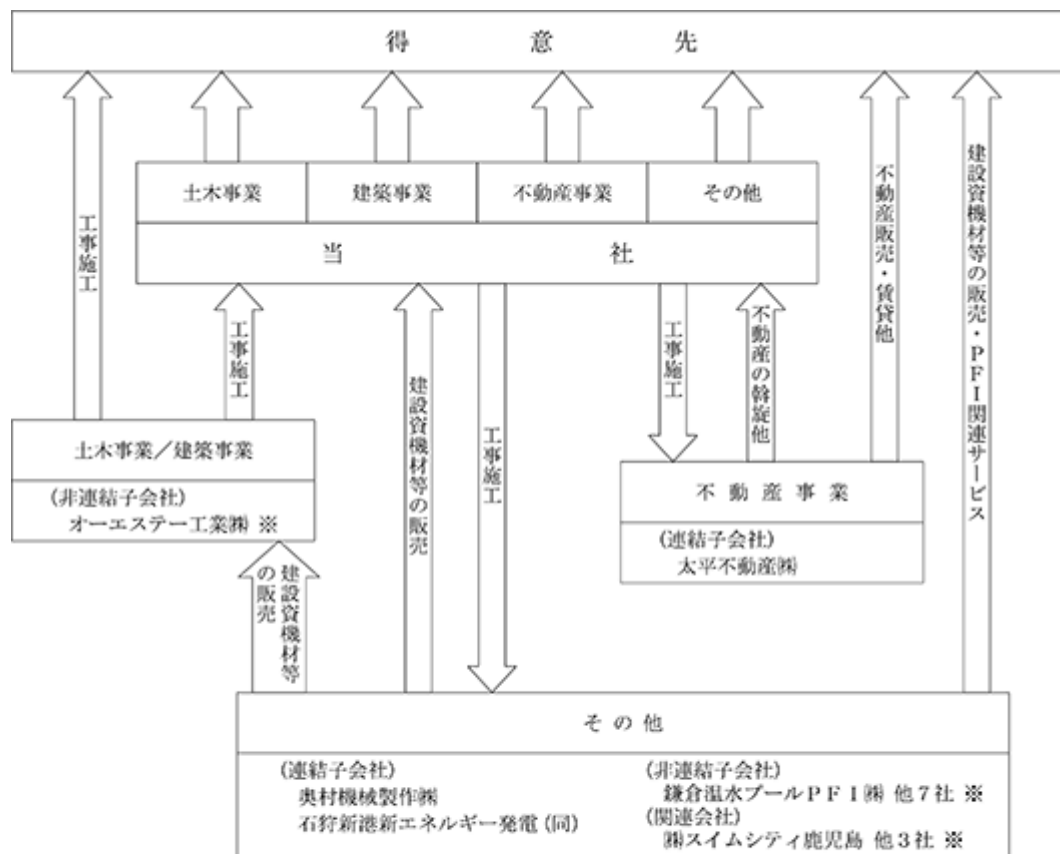 得意先
土木事業
建築事業
不動産事業
その他
当社
工事施工
工事施工
建設資機材等の販売
工事施工
工事施工
不動産の斡旋他
不動産販売・賃貸他
建設資機材等の販売・PFI関連サービス
土木事業／建築事業
(非連結子会社)
オーエステー工業㈱ ※
不動産事業
(連結子会社)
太平不動産㈱
建設資機材等
の販売
その他
(連結子会社)
奥村機械製作㈱
石狩新港新エネルギー発電(同)
(非連結子会社)
鎌倉温水プールPFI㈱ 他7社 ※
(関連会社)
㈱スイムシティ鹿児島 他3社 ※